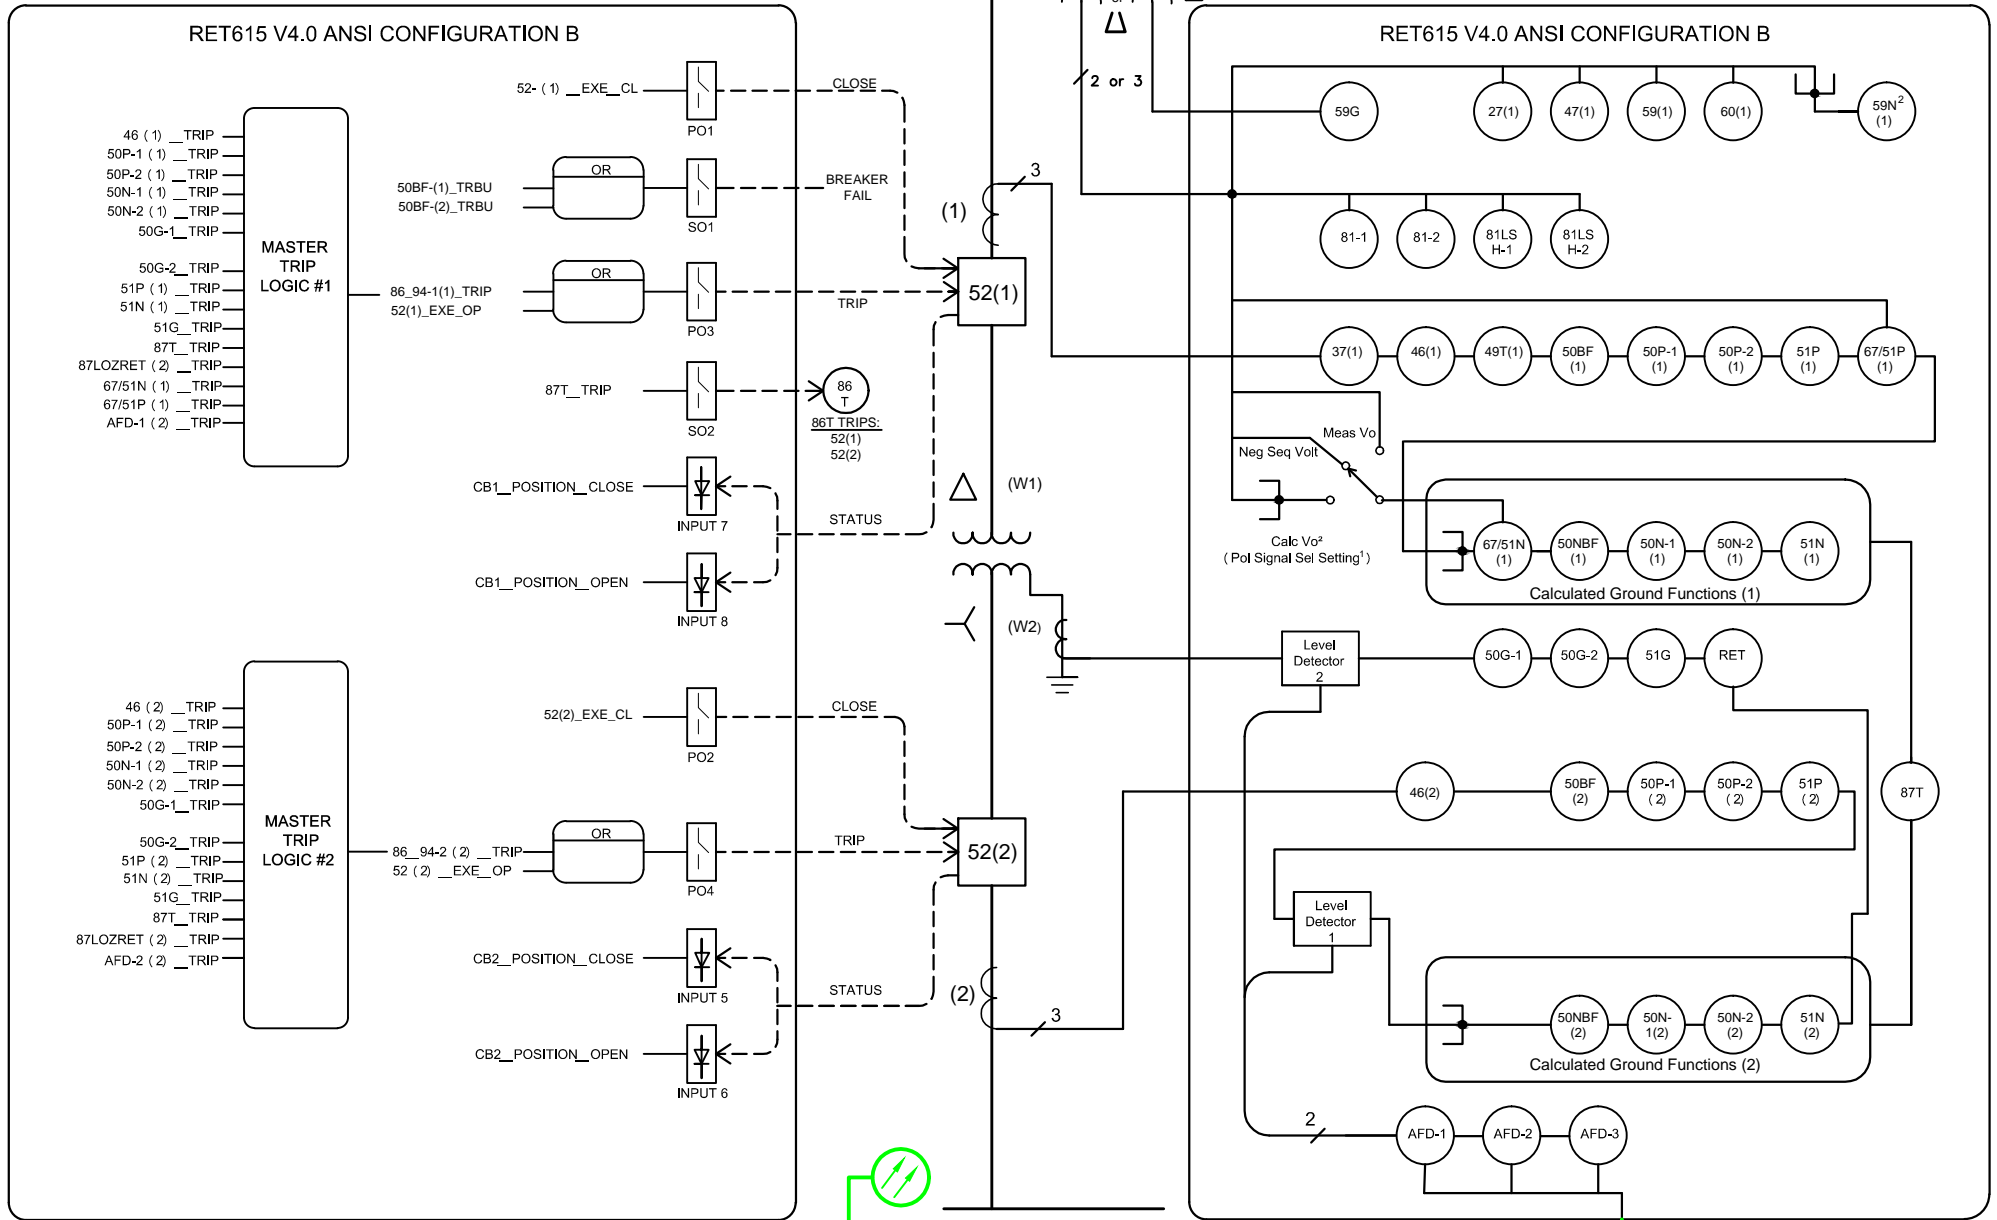 RET615 V4.0 ANSI CONFIGURATION B
52- (1) __EXE__CL
PO1
CLOSE
46 (1) __TRIP
50P-1 (1) __TRIP
50P-2 (1) __TRIP
50N-1 (1) __TRIP
50N-2 (1) __TRIP
50G-1__TRIP
50G-2__TRIP
51P (1) __TRIP
51N (1) __TRIP
51G__TRIP
87T__TRIP
87LOZRET (2) __TRIP
67/51N (1) __TRIP
67/51P (1) __TRIP
AFD-1 (2) __TRIP
MASTER
TRIP
LOGIC #1
50BF-(1)_TRBU
50BF-(2)_TRBU
OR
SO1
BREAKER
FAIL
86_94-1(1)_TRIP
52(1)_EXE_OP
OR
PO3
TRIP
87T__TRIP
SO2
86
T
86T TRIPS:
52(1)
52(2)
CB1__POSITION__CLOSE
INPUT 7
STATUS
CB1__POSITION__OPEN
INPUT 8
46 (2) __TRIP
50P-1 (2) __TRIP
50P-2 (2) __TRIP
50N-1 (2) __TRIP
50N-2 (2) __TRIP
50G-1__TRIP
50G-2__TRIP
51P (2) __TRIP
51N (2) __TRIP
51G__TRIP
87T__TRIP
87LOZRET (2) __TRIP
AFD-2 (2) __TRIP
MASTER
TRIP
LOGIC #2
52(2)_EXE_CL
PO2
CLOSE
86__94-2 (2) __TRIP
52 (2) __EXE__OP
OR
PO4
TRIP
CB2__POSITION__CLOSE
INPUT 5
STATUS
CB2__POSITION__OPEN
INPUT 6
2 or 3
(1)
3
52(1)
(W1)
(W2)
52(2)
(2)
3
RET615 V4.0 ANSI CONFIGURATION B
59G
27(1)
47(1)
59(1)
60(1)
59N²
(1)
81-1
81-2
81LS
H-1
81LS
H-2
37(1)
46(1)
49T(1)
50BF
(1)
50P-1
(1)
50P-2
(1)
51P
(1)
67/51P
(1)
Meas Vo
Neg Seq Volt
Calc Vo²
( Pol Signal Sel Setting¹ )
67/51N
(1)
50NBF
(1)
50N-1
(1)
50N-2
(1)
51N
(1)
Calculated Ground Functions (1)
Level
Detector
2
50G-1
50G-2
51G
RET
46(2)
50BF
(2)
50P-1
( 2)
50P-2
( 2)
51P
( 2)
87T
Level
Detector
1
50NBF
(2)
50N-
1(2)
50N-2
(2)
51N
(2)
Calculated Ground Functions (2)
2
AFD-1
AFD-2
AFD-3